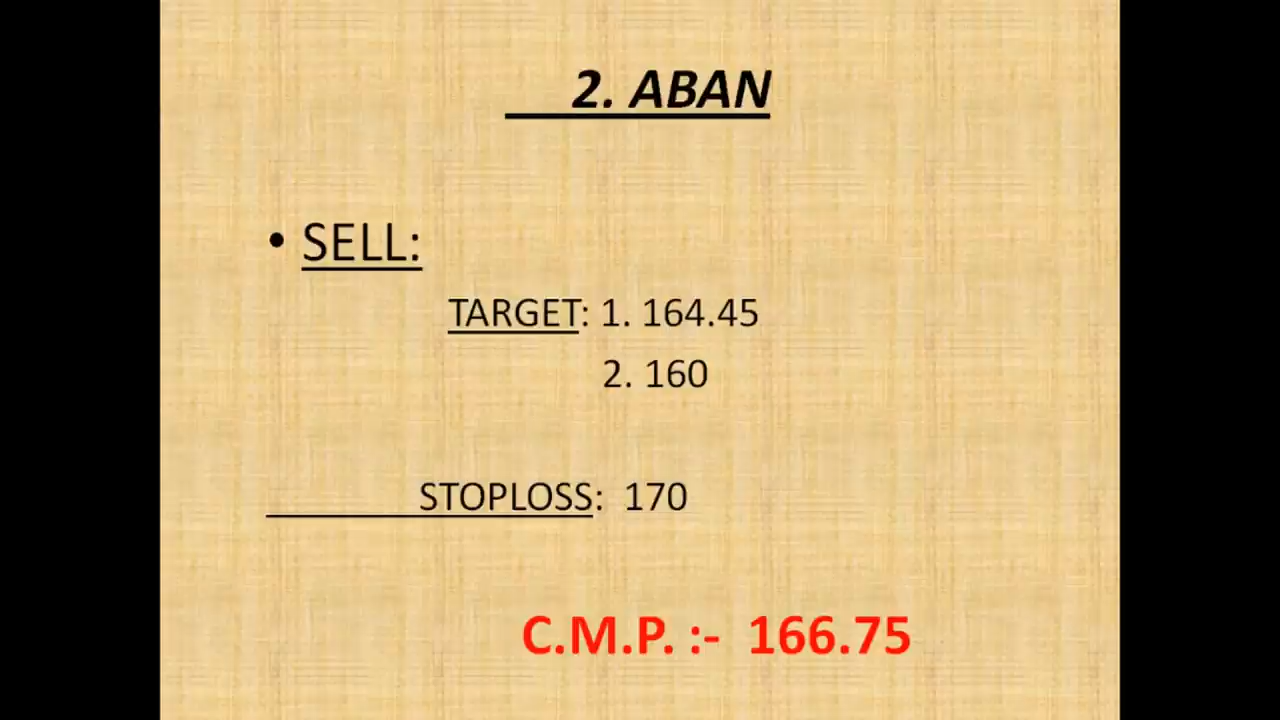 2. ABAN
• SELL:
TARGET: 1. 164.45
2. 160
STOPLOSS: 170
C.M.P. :- 166.75